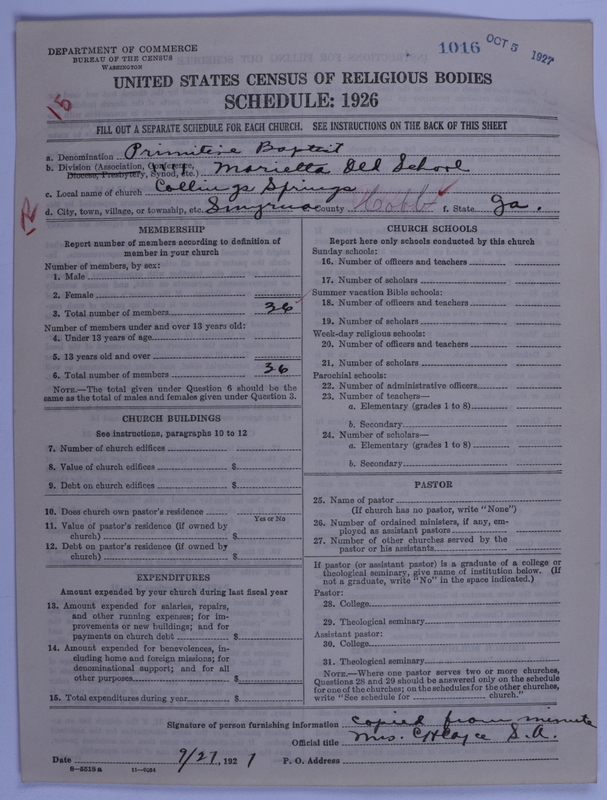 DEPARTMENT OF COMMERCE
BUREAU OF THE CENSUS
WASHINGTON
1016 OCT 5 1927
UNITED STATES CENSUS OF RELIGIOUS BODIES
SCHEDULE: 1926
15
FILL OUT A SEPARATE SCHEDULE FOR EACH CHURCH. SEE INSTRUCTIONS ON THE BACK OF THIS SHEET
a. Denomination Primitive Baptist
b. Division (Association, Conference, Diocese, Presbytery, Synod, etc.) Marietta Old School
c. Local name of church Collings Springs
d. City, town, village, or township, etc. Smyrna County Cobb f. State Ga.
MEMBERSHIP
Report number of members according to definition of
member in your church
Number of members, by sex:
1. Male
2. Female
3. Total number of members 36
Number of members under and over 13 years old:
4. Under 13 years of age
5. 13 years old and over
6. Total number of members 36
NOTE.—The total given under Question 6 should be the
same as the total of males and females given under Question 3.
CHURCH BUILDINGS
See instructions, paragraphs 10 to 12
7. Number of church edifices
8. Value of church edifices $
9. Debt on church edifices $
10. Does church own pastor's residence
Yes or No
11. Value of pastor's residence (if owned by
church) $
12. Debt on pastor's residence (if owned by
church) $
EXPENDITURES
Amount expended by your church during last fiscal year
13. Amount expended for salaries, repairs,
and other running expenses; for im-
provements or new buildings; and for
payments on church debt $
14. Amount expended for benevolences, in-
cluding home and foreign missions; for
denominational support; and for all
other purposes $
15. Total expenditures during year $
CHURCH SCHOOLS
Report here only schools conducted by this church
Sunday schools:
16. Number of officers and teachers
17. Number of scholars
Summer vacation Bible schools:
18. Number of officers and teachers
19. Number of scholars
Week-day religious schools:
20. Number of officers and teachers
21. Number of scholars
Parochial schools:
22. Number of administrative officers
23. Number of teachers—
a. Elementary (grades 1 to 8)
b. Secondary
24. Number of scholars—
a. Elementary (grades 1 to 8)
b. Secondary
PASTOR
25. Name of pastor
(If church has no pastor, write "None")
26. Number of ordained ministers, if any, em-
ployed as assistant pastors
27. Number of other churches served by the
pastor or his assistants
If pastor (or assistant pastor) is a graduate of a college or
theological seminary, give name of institution below. (If
not a graduate, write "No" in the space indicated.)
Pastor:
28. College
29. Theological seminary
Assistant pastor:
30. College
31. Theological seminary
NOTE.—Where one pastor serves two or more churches,
Questions 28 and 29 should be answered only on the schedule
for one of the churches; on the schedules for the other churches,
write "See schedule for church."
Signature of person furnishing information copied from minute
Official title Mrs. S.A.
Date 9/27, 1927 P. O. Address
8-5518a 11-6024